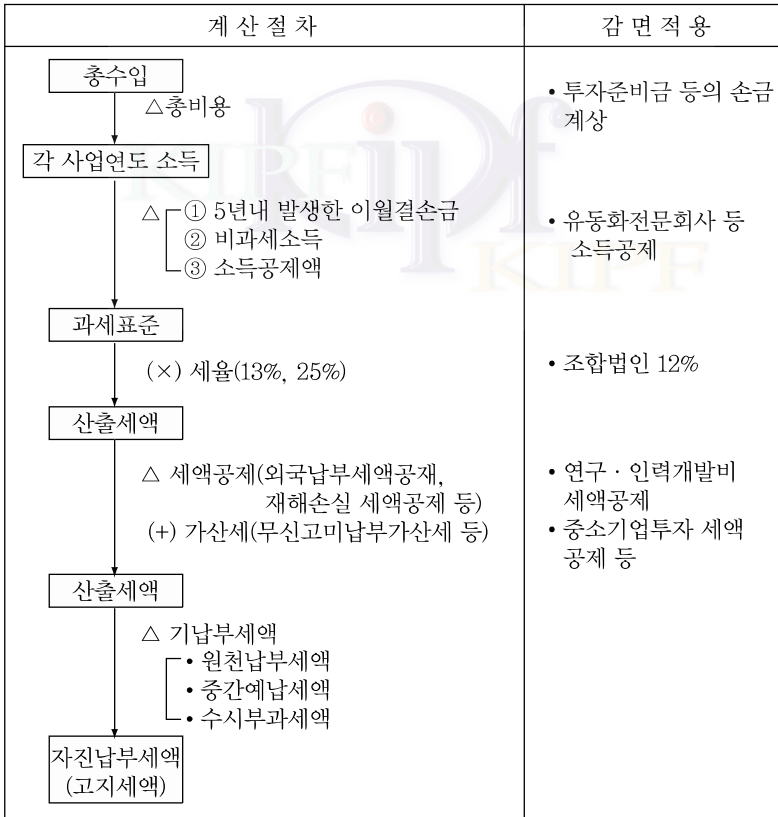 계 산 절 차
감 면 적 용
총수입
△총비용
• 투자준비금 등의 손금
계상
각 사업연도 소득
△ ① 5년내 발생한 이월결손금
② 비과세소득
③ 소득공제액
• 유동화전문회사 등
소득공제
과세표준
(×) 세율(13%, 25%)
• 조합법인 12%
산출세액
△ 세액공제(외국납부세액공재,
재해손실 세액공제 등)
(+) 가산세(무신고미납부가산세 등)
• 연구 · 인력개발비
세액공제
• 중소기업투자 세액
공제 등
산출세액
△ 기납부세액
• 원천납부세액
• 중간예납세액
• 수시부과세액
자진납부세액
(고지세액)
kipf
KIPF
KIPF